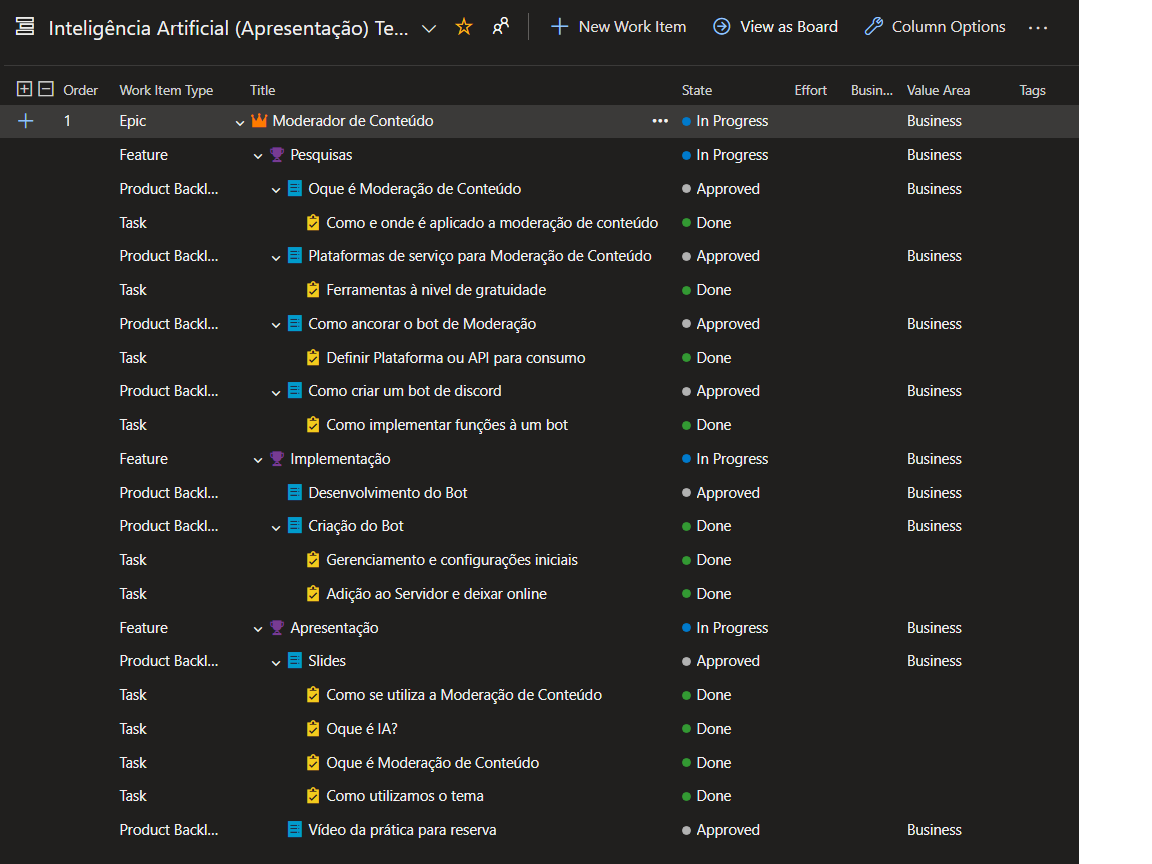 Inteligência Artificial (Apresentação) Te... New Work Item View as Board Column Options
Order Work Item Type Title State Effort Busin... Value Area Tags
1 Epic Moderador de Conteúdo In Progress Business
Feature Pesquisas In Progress Business
Product Backl... Oque é Moderação de Conteúdo Approved Business
Task Como e onde é aplicado a moderação de conteúdo Done
Product Backl... Plataformas de serviço para Moderação de Conteúdo Approved Business
Task Ferramentas à nivel de gratuidade Done
Product Backl... Como ancorar o bot de Moderação Approved Business
Task Definir Plataforma ou API para consumo Done
Product Backl... Como criar um bot de discord Approved Business
Task Como implementar funções à um bot Done
Feature Implementação In Progress Business
Product Backl... Desenvolvimento do Bot Approved Business
Product Backl... Criação do Bot Done Business
Task Gerenciamento e configurações iniciais Done
Task Adição ao Servidor e deixar online Done
Feature Apresentação In Progress Business
Product Backl... Slides Approved Business
Task Como se utiliza a Moderação de Conteúdo Done
Task Oque é IA? Done
Task Oque é Moderação de Conteúdo Done
Task Como utilizamos o tema Done
Product Backl... Vídeo da prática para reserva Approved Business